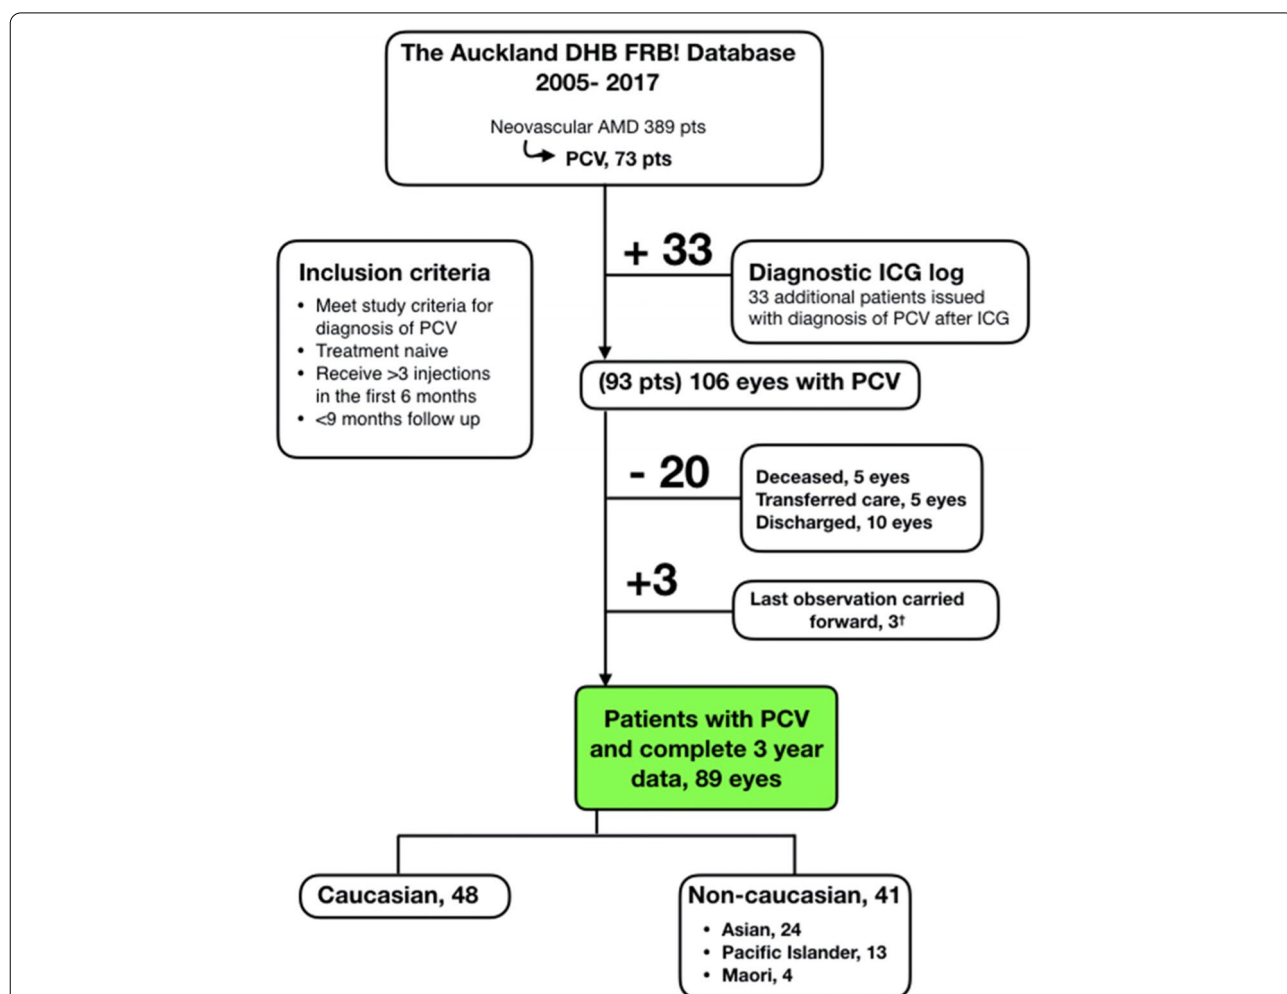 The Auckland DHB FRB! Database
2005- 2017
Neovascular AMD 389 pts
PCV, 73 pts
+ 33
Diagnostic ICG log
33 additional patients issued
with diagnosis of PCV after ICG
Inclusion criteria
• Meet study criteria for
diagnosis of PCV
• Treatment naive
• Receive >3 injections
in the first 6 months
• <9 months follow up
(93 pts) 106 eyes with PCV
- 20
Deceased, 5 eyes
Transferred care, 5 eyes
Discharged, 10 eyes
+3
Last observation carried
forward, 3†
Patients with PCV
and complete 3 year
data, 89 eyes
Caucasian, 48
Non-caucasian, 41
• Asian, 24
• Pacific Islander, 13
• Maori, 4